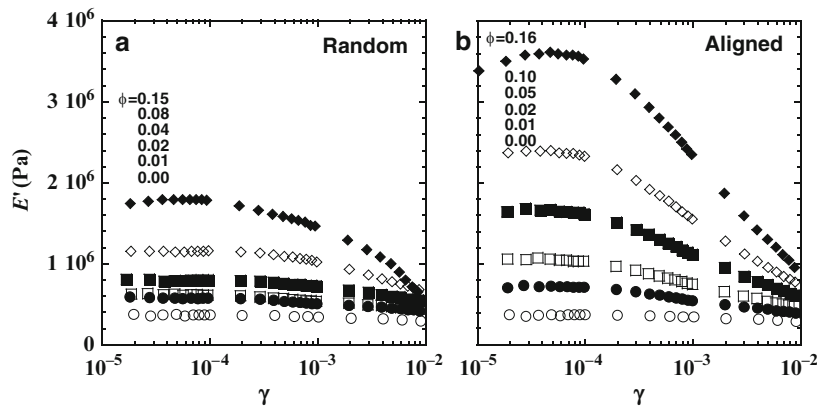 a
Random
ϕ=0.15
0.08
0.04
0.02
0.01
0.00
b
ϕ=0.16
Aligned
0.10
0.05
0.02
0.01
0.00
E' (Pa)
4 10⁶
3 10⁶
2 10⁶
1 10⁶
0
10⁻⁵
10⁻⁴
10⁻³
10⁻²
10⁻⁵
10⁻⁴
10⁻³
10⁻²
γ
γ